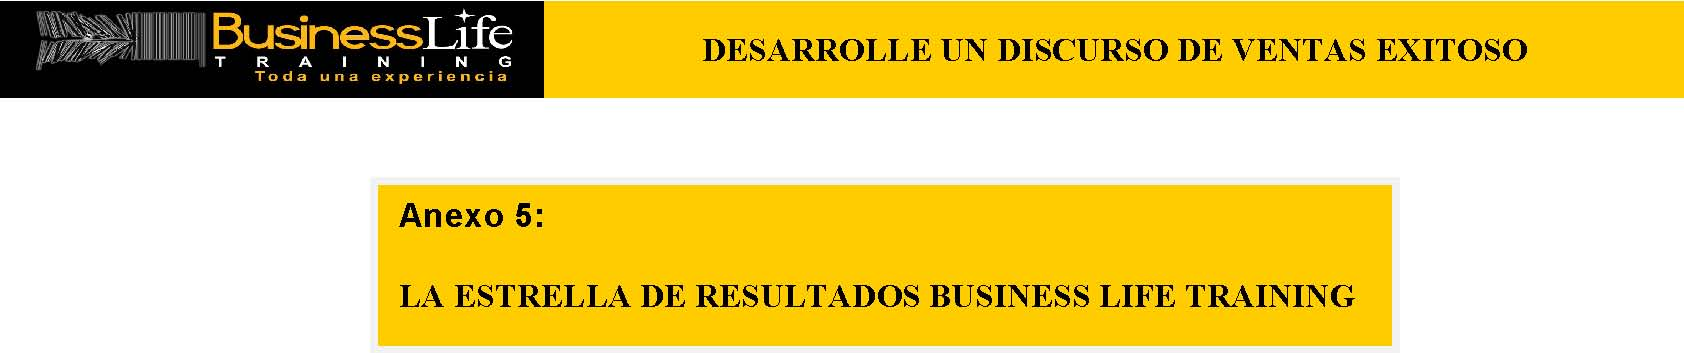 BusinessLife
TRAINING
Toda una experiencia
DESARROLLE UN DISCURSO DE VENTAS EXITOSO
Anexo 5:
LA ESTRELLA DE RESULTADOS BUSINESS LIFE TRAINING